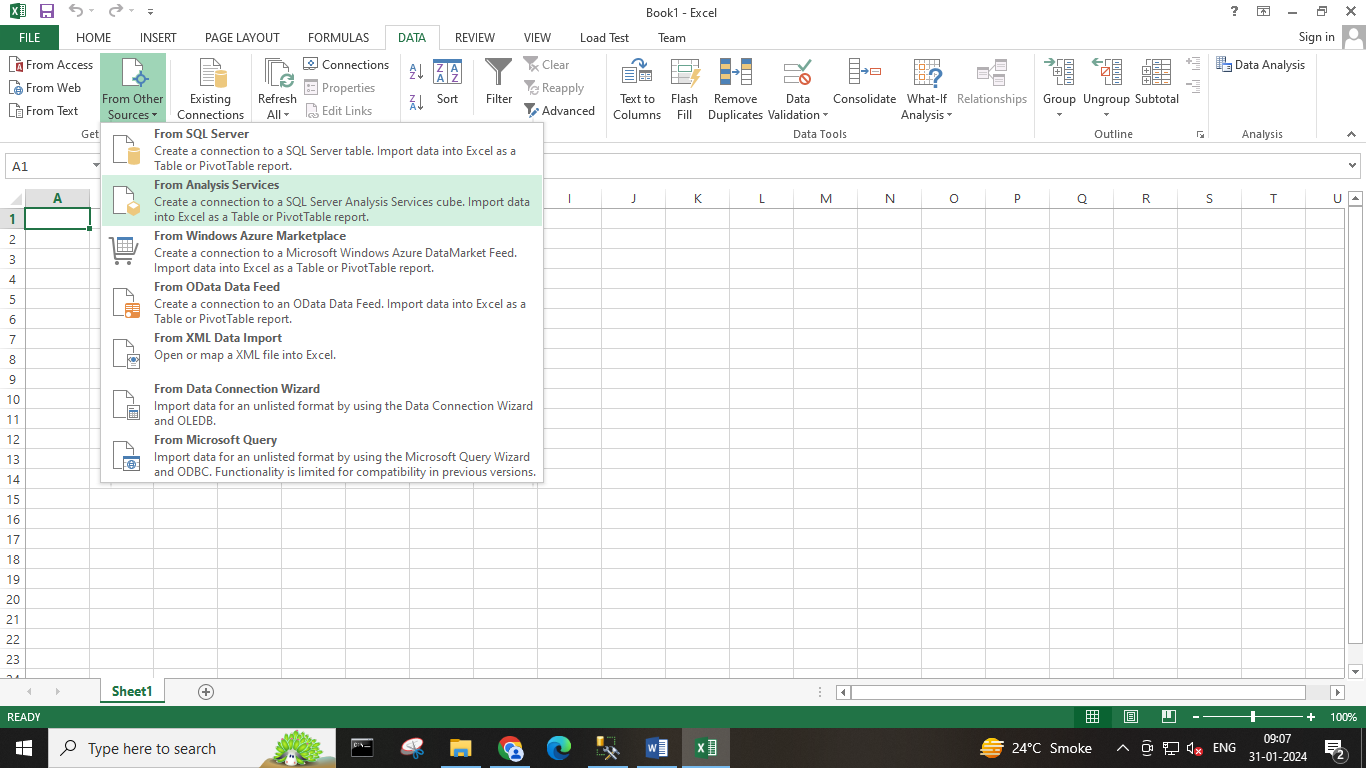 Book1 - Excel
FILE HOME INSERT PAGE LAYOUT FORMULAS DATA REVIEW VIEW Load Test Team Sign in
From Access
From Web
From Text
From Other
Sources
Existing
Connections
Refresh
All
Connections
Properties
Edit Links
Sort
Filter
Clear
Reapply
Advanced
Text to
Columns
Flash
Fill
Remove
Duplicates
Data
Validation
Consolidate
What-If
Analysis
Relationships
Group
Ungroup
Subtotal
Data Analysis
Get
Data Tools
Outline
Analysis
A1
From SQL Server
Create a connection to a SQL Server table. Import data into Excel as a
Table or PivotTable report.
From Analysis Services
Create a connection to a SQL Server Analysis Services cube. Import data
into Excel as a Table or PivotTable report.
From Windows Azure Marketplace
Create a connection to a Microsoft Windows Azure DataMarket Feed.
Import data into Excel as a Table or PivotTable report.
From OData Data Feed
Create a connection to an OData Data Feed. Import data into Excel as a
Table or PivotTable report.
From XML Data Import
Open or map a XML file into Excel.
From Data Connection Wizard
Import data for an unlisted format by using the Data Connection Wizard
and OLEDB.
From Microsoft Query
Import data for an unlisted format by using the Microsoft Query Wizard
and ODBC. Functionality is limited for compatibility in previous versions.
A I J K L M N O P Q R S T U
1
2
3
4
5
6
7
8
9
10
11
12
13
14
15
16
17
18
19
20
21
22
23
Sheet1
READY 100%
Type here to search
24°C Smoke
ENG
09:07
31-01-2024
2